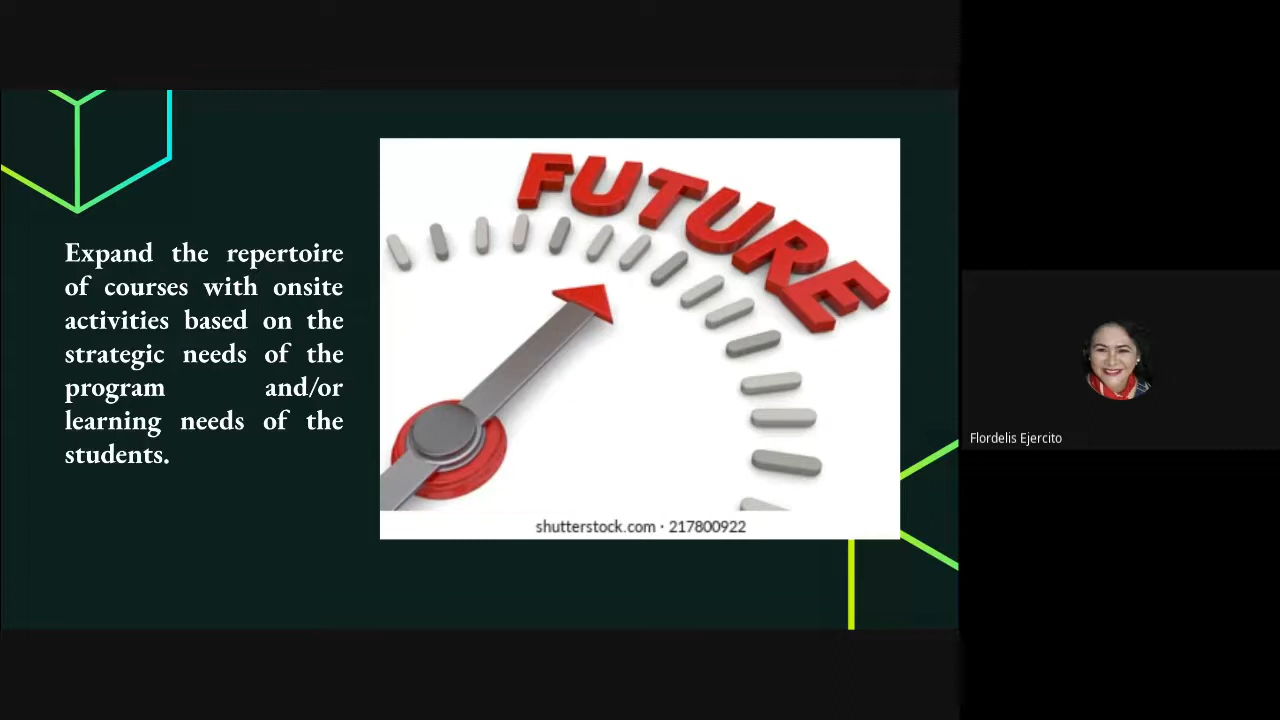 Expand the repertoire
of courses with onsite
activities based on the
strategic needs of the
program and/or
learning needs of the
students.
FUTURE
shutterstock.com · 217800922
Flordelis Ejercito